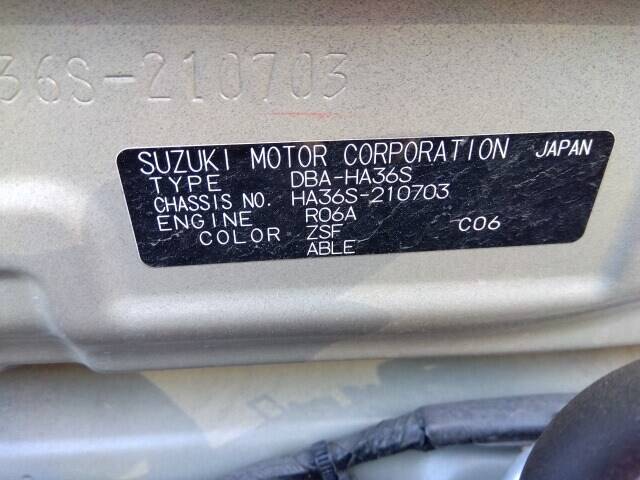 36S-210703
SUZUKI MOTOR CORPORATION JAPAN
TYPE DBA-HA36S
CHASSIS NO. HA36S-210703
ENGINE R06A
COLOR ZSF C06
ABLE